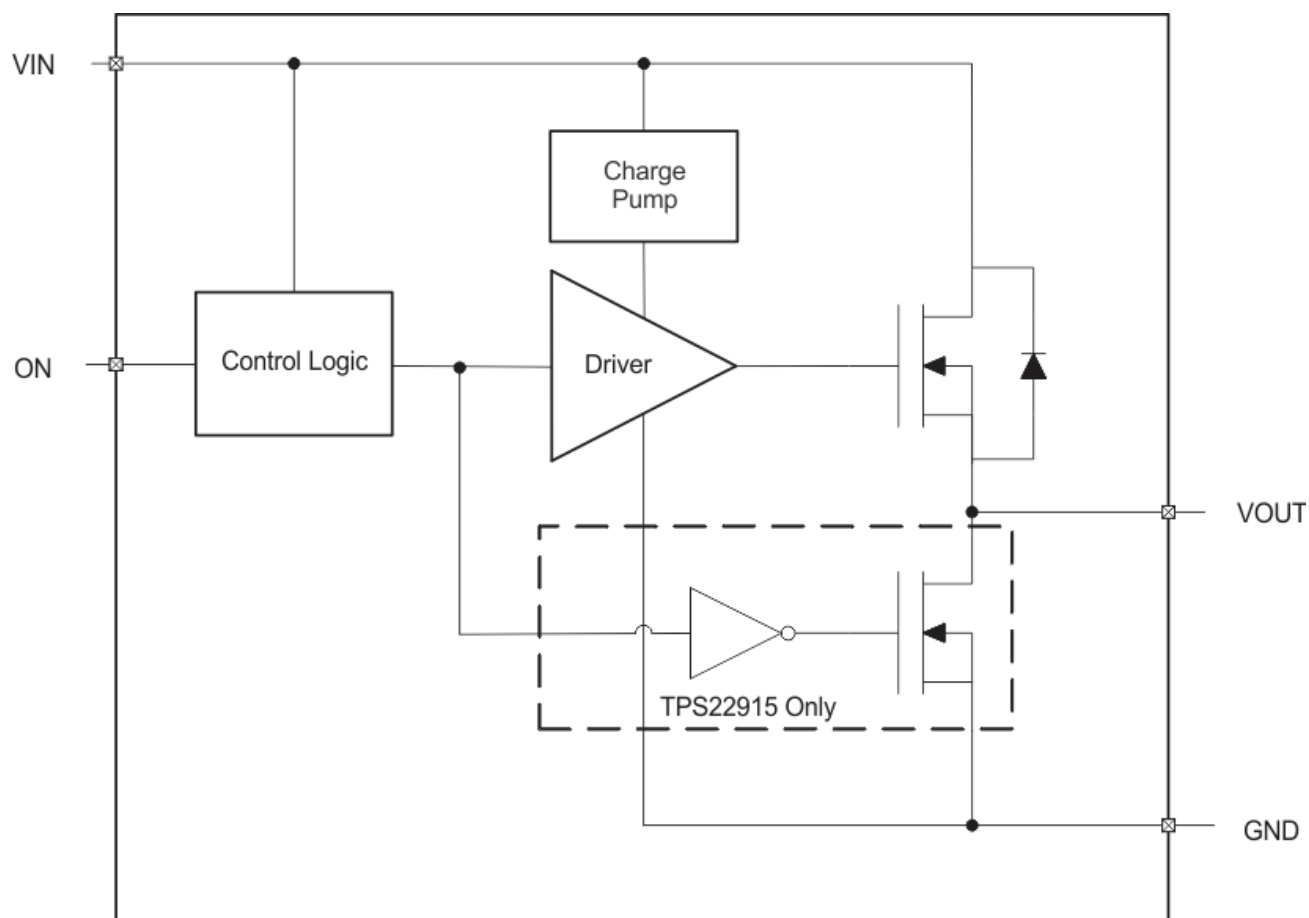 VIN
Charge
Pump
ON
Control Logic
Driver
VOUT
TPS22915 Only
GND